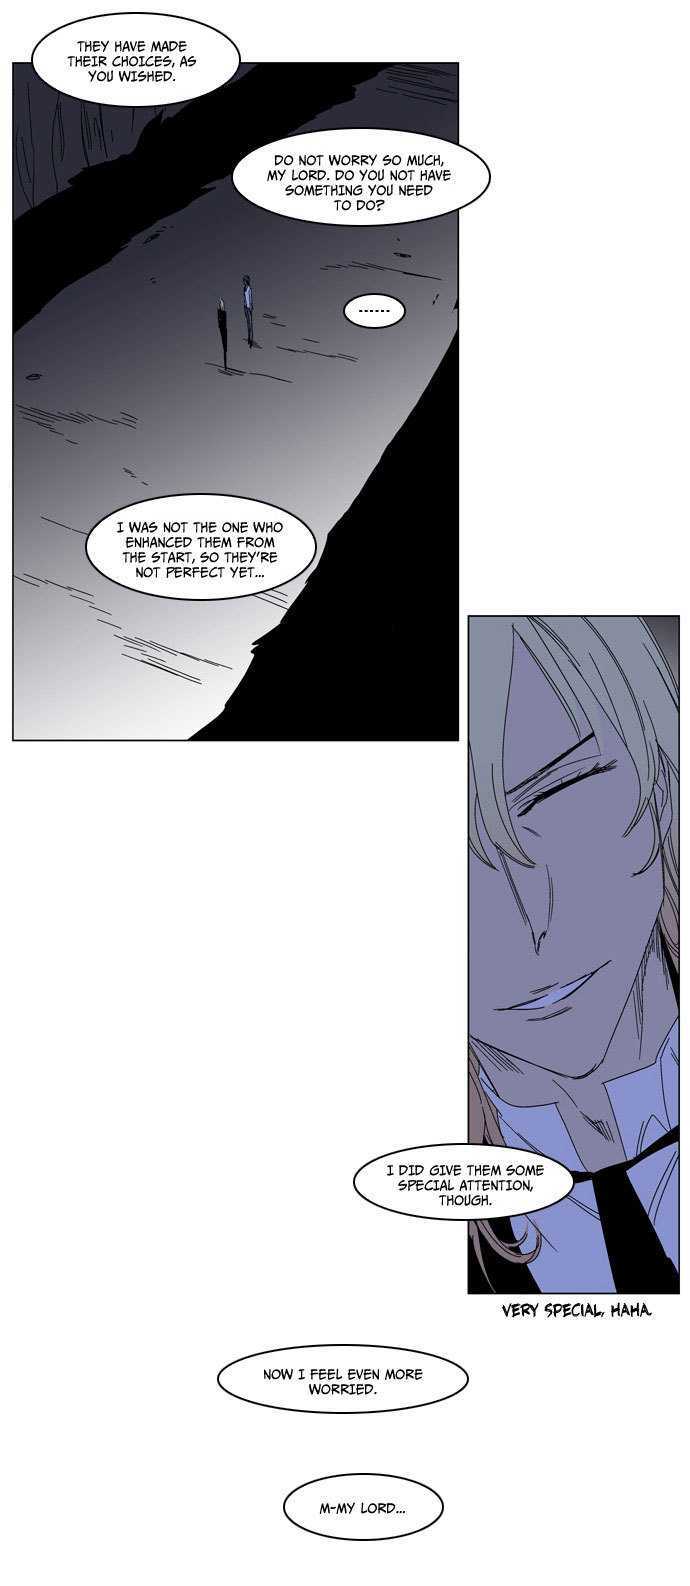 THEY HAVE MADE
THEIR CHOICES, AS
YOU WISHED.
DO NOT WORRY SO MUCH,
MY LORD. DO YOU NOT HAVE
SOMETHING YOU NEED
TO DO?
------
I WAS NOT THE ONE WHO
ENHANCED THEM FROM
THE START, SO THEY'RE
NOT PERFECT YET...
I DID GIVE THEM SOME
SPECIAL ATTENTION,
THOUGH.
VERY SPECIAL, HAHA.
NOW I FEEL EVEN MORE
WORRIED.
M-MY LORD...